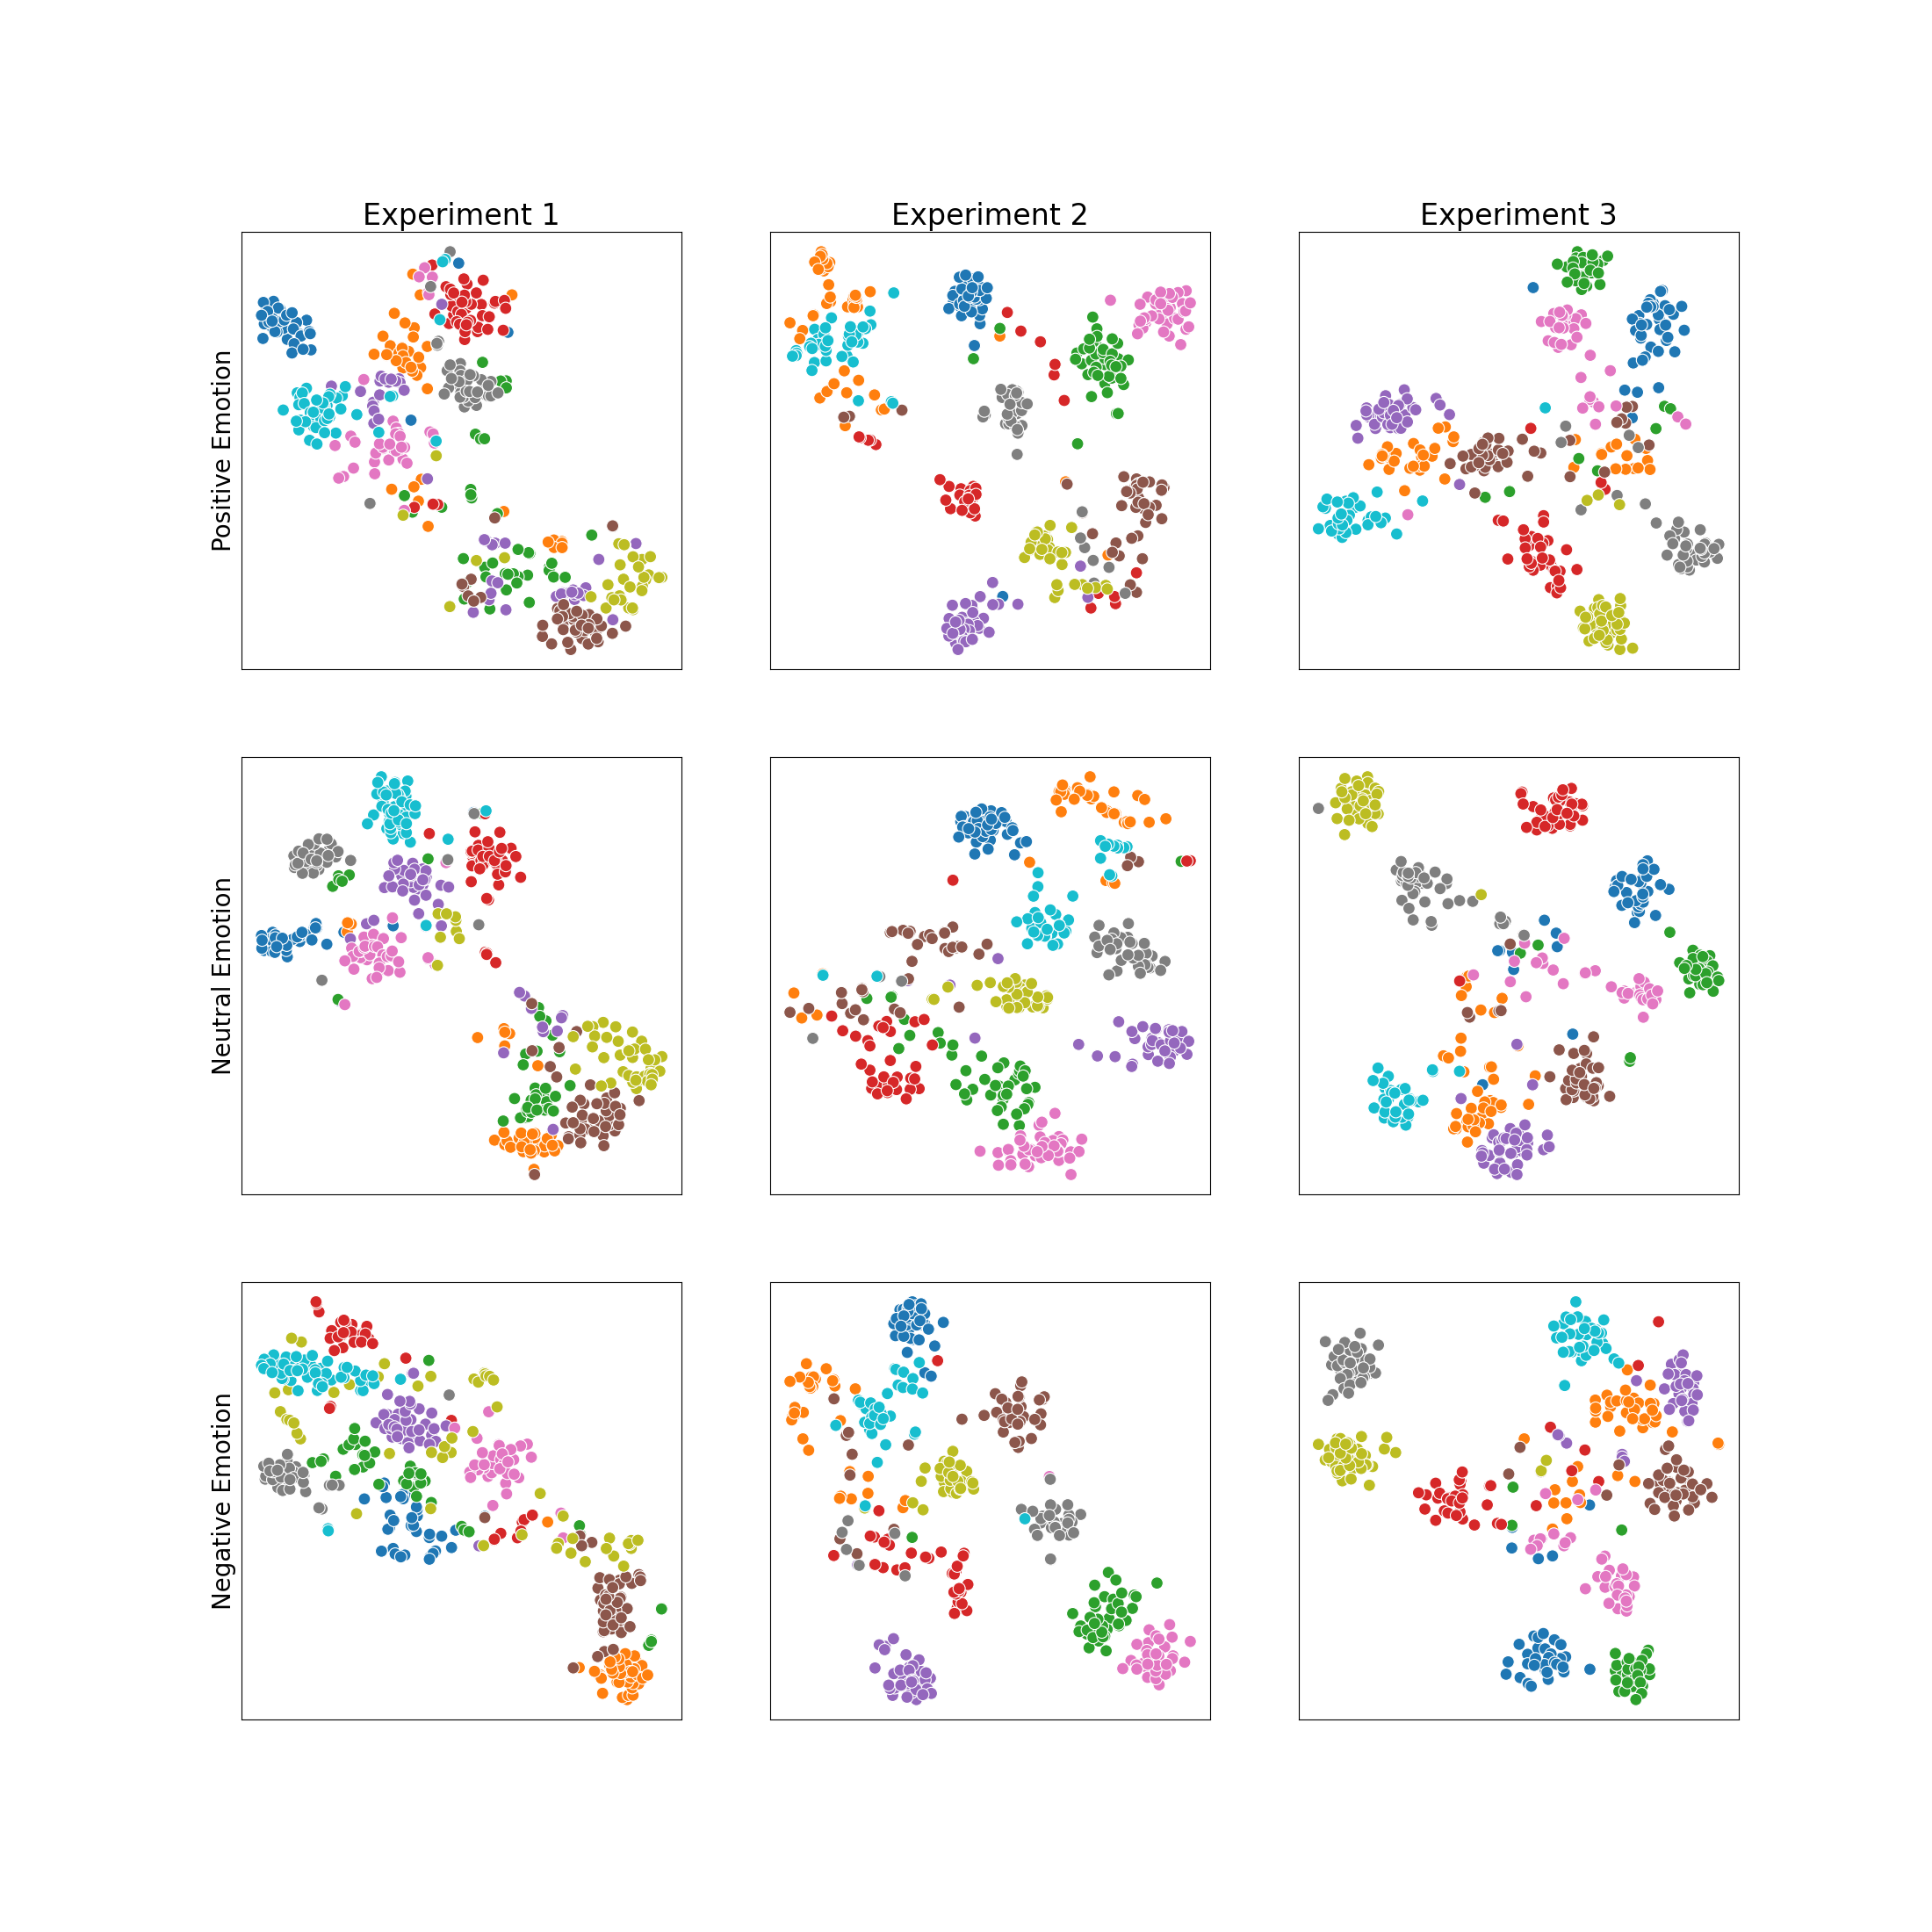 Experiment 1
Experiment 2
Experiment 3
Positive Emotion
Neutral Emotion
Negative Emotion